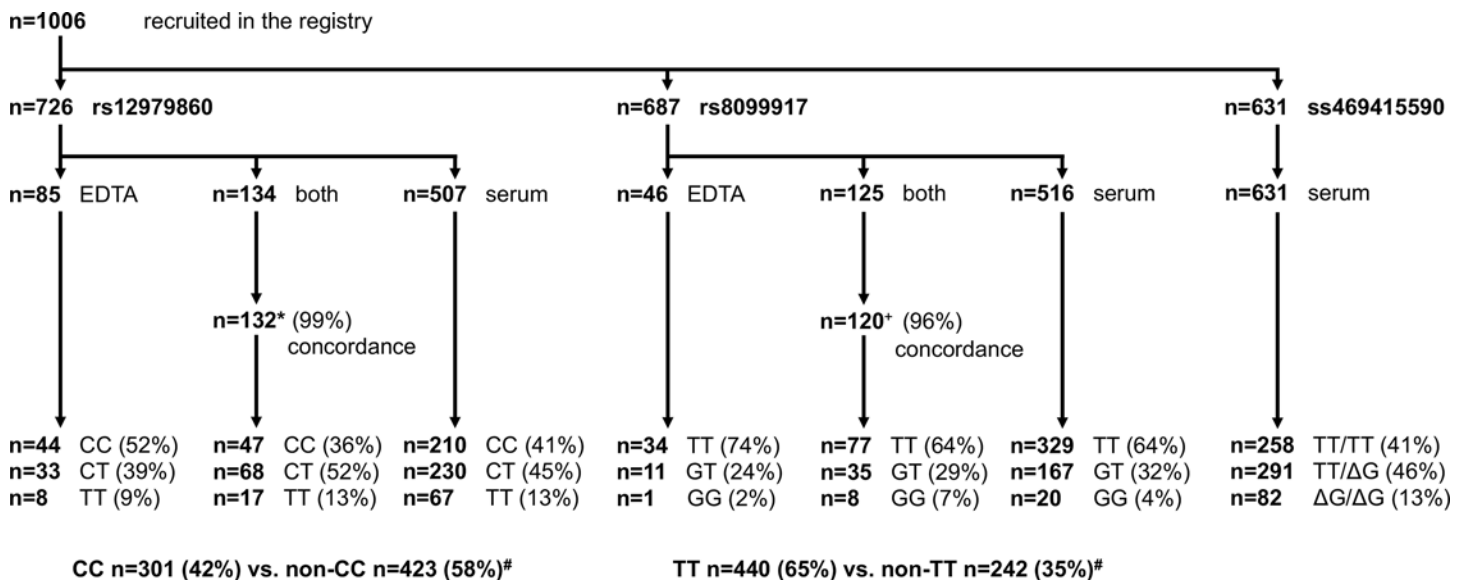 n=1006 recruited in the registry
n=726 rs12979860 n=687 rs8099917 n=631 ss469415590
n=85 EDTA n=134 both n=507 serum n=46 EDTA n=125 both n=516 serum n=631 serum
n=132* (99%) n=120+ (96%)
concordance concordance
n=44 CC (52%) n=47 CC (36%) n=210 CC (41%) n=34 TT (74%) n=77 TT (64%) n=329 TT (64%) n=258 TT/TT (41%)
n=33 CT (39%) n=68 CT (52%) n=230 CT (45%) n=11 GT (24%) n=35 GT (29%) n=167 GT (32%) n=291 TT/ΔG (46%)
n=8 TT (9%) n=17 TT (13%) n=67 TT (13%) n=1 GG (2%) n=8 GG (7%) n=20 GG (4%) n=82 ΔG/ΔG (13%)
CC n=301 (42%) vs. non-CC n=423 (58%)# TT n=440 (65%) vs. non-TT n=242 (35%)#